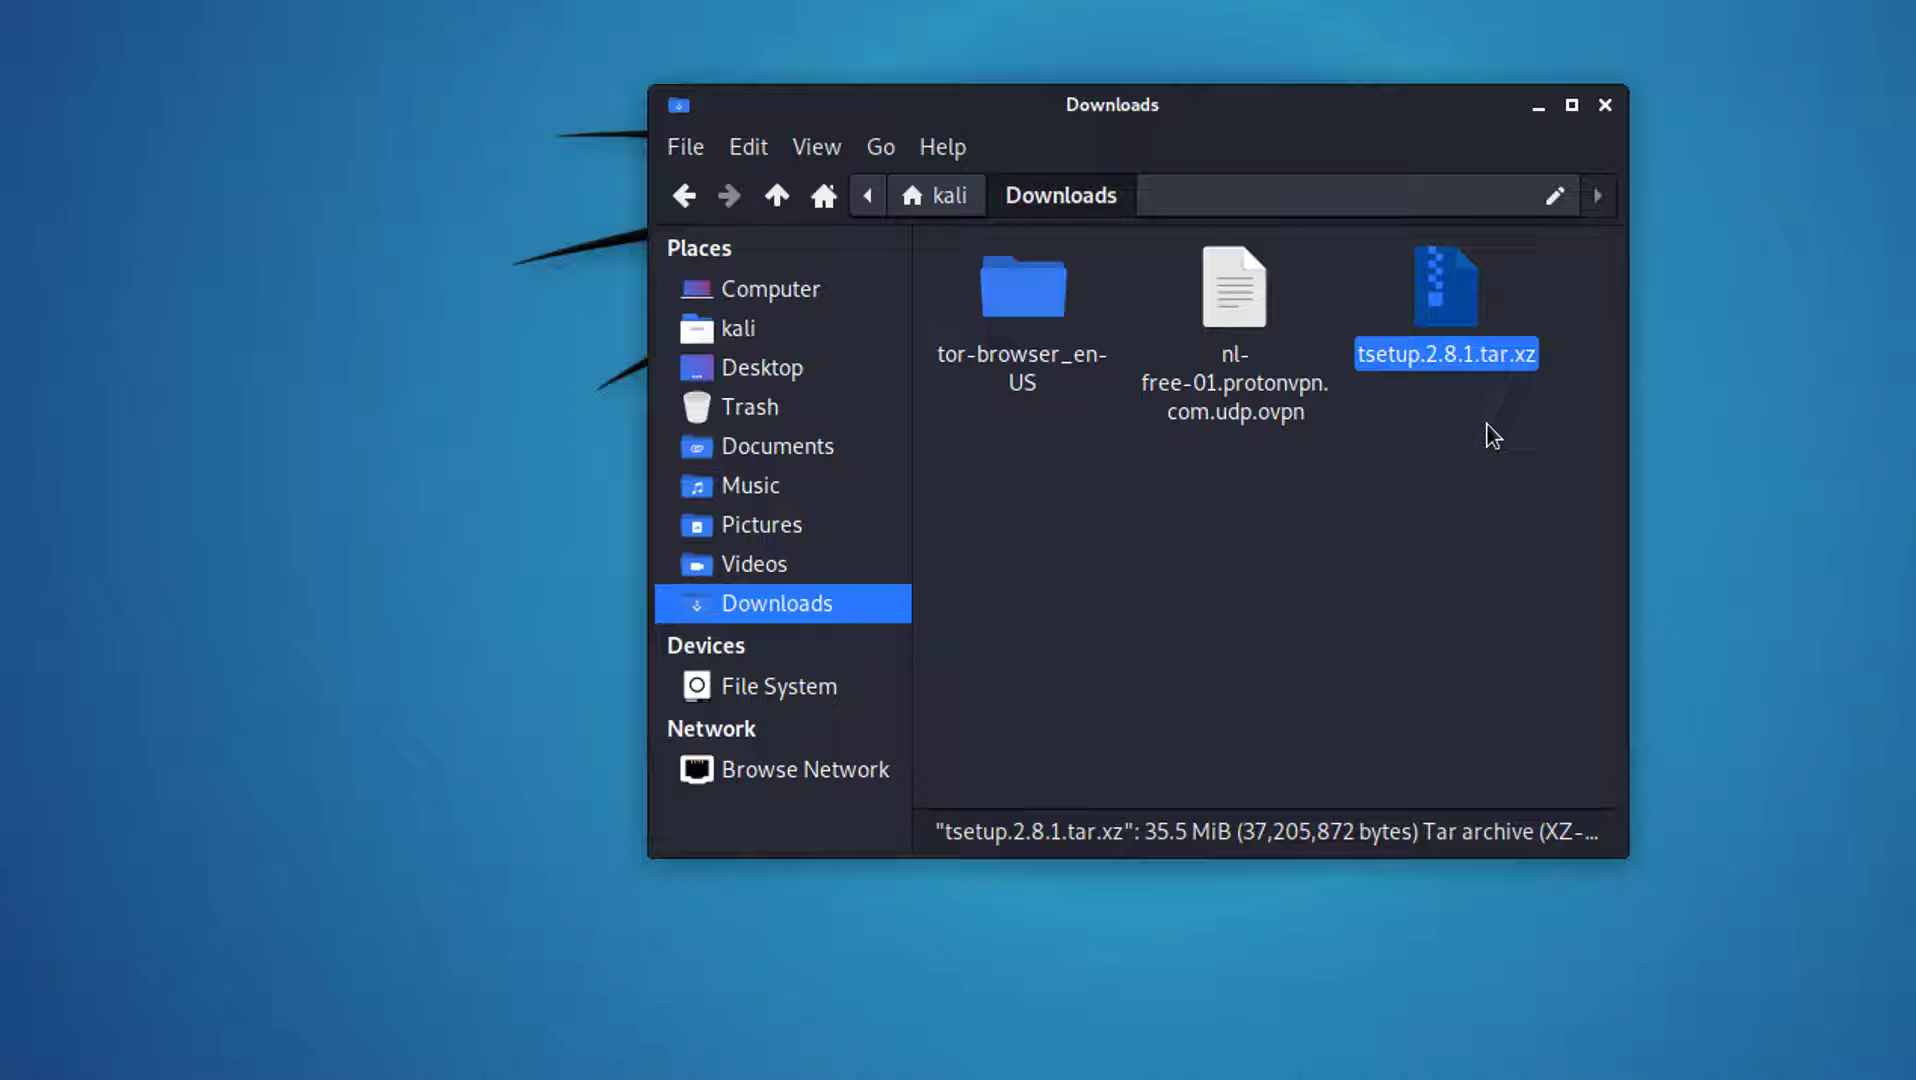 Downloads
File Edit View Go Help
kali Downloads
Places
Computer
kali
Desktop
Trash
Documents
Music
Pictures
Videos
Downloads
Devices
File System
Network
Browse Network
tor-browser_en-
US
nl-
free-01.protonvpn.
com.udp.ovpn
tsetup.2.8.1.tar.xz
"tsetup.2.8.1.tar.xz": 35.5 MiB (37,205,872 bytes) Tar archive (XZ-...